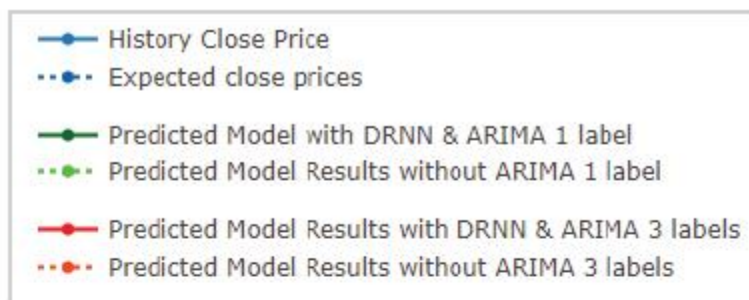 History Close Price
Expected close prices
Predicted Model with DRNN & ARIMA 1 label
Predicted Model Results without ARIMA 1 label
Predicted Model Results with DRNN & ARIMA 3 labels
Predicted Model Results without ARIMA 3 labels